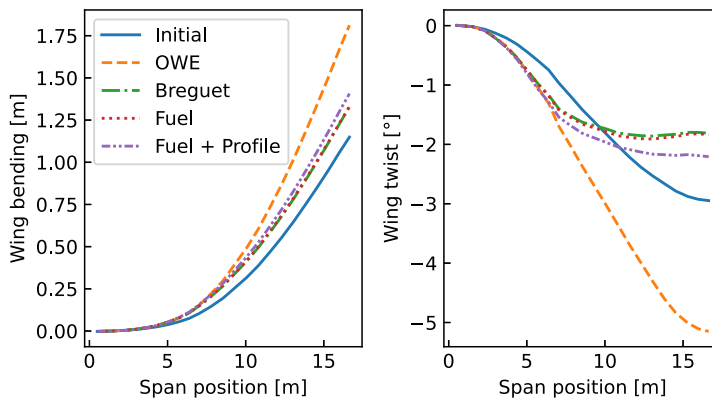 Wing bending [m]
1.75
1.50
1.25
1.00
0.75
0.50
0.25
0.00
Initial
OWE
Breguet
Fuel
Fuel + Profile
0
5
10
15
Span position [m]
Wing twist [°]
0
−1
−2
−3
−4
−5
0
5
10
15
Span position [m]